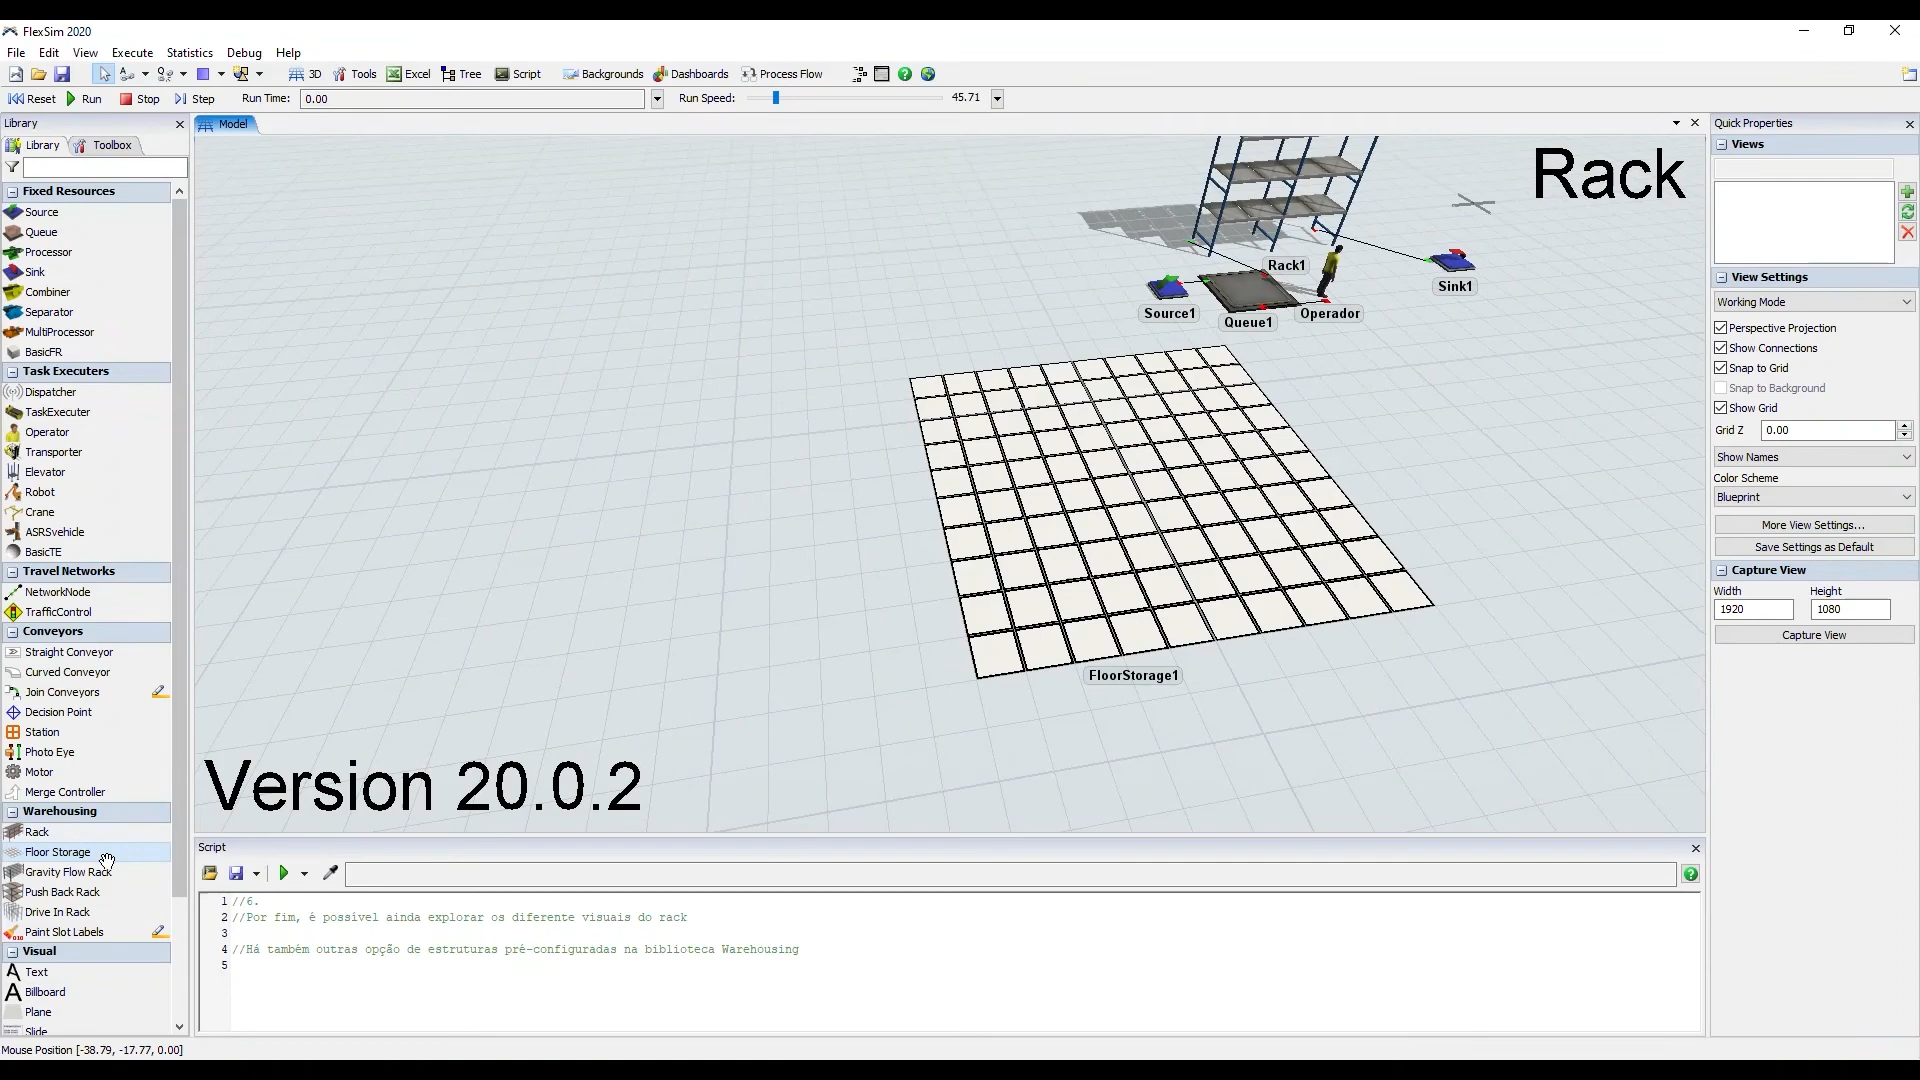 FlexSim 2020
File Edit View Execute Statistics Debug Help
3D Tools Excel Tree Script Backgrounds Dashboards Process Flow
Reset Run Stop Step Run Time: 0.00 Run Speed: 45.71
Library
Library Toolbox
Fixed Resources
Source
Queue
Processor
Sink
Combiner
Separator
MultiProcessor
BasicFR
Task Executers
Dispatcher
TaskExecuter
Operator
Transporter
Elevator
Robot
Crane
ASRSvehicle
BasicTE
Travel Networks
NetworkNode
TrafficControl
Conveyors
Straight Conveyor
Curved Conveyor
Join Conveyors
Decision Point
Station
Photo Eye
Motor
Merge Controller
Warehousing
Rack
Floor Storage
Gravity Flow Rack
Push Back Rack
Drive In Rack
Paint Slot Labels
Visual
Text
Billboard
Plane
Slide
Mouse Position [-38.79, -17.77, 0.00]
Model
Rack
Rack1
Sink1
Source1
Queue1
Operador
FloorStorage1
Version 20.0.2
Script
1 //6.
2 //Por fim, é possível ainda explorar os diferente visuais do rack
3
4 //Há também outras opção de estruturas pré-configuradas na biblioteca Warehousing
5
Quick Properties
Views
View Settings
Working Mode
Perspective Projection
Show Connections
Snap to Grid
Snap to Background
Show Grid
Grid Z 0.00
Show Names
Color Scheme
Blueprint
More View Settings...
Save Settings as Default
Capture View
Width Height
1920 1080
Capture View